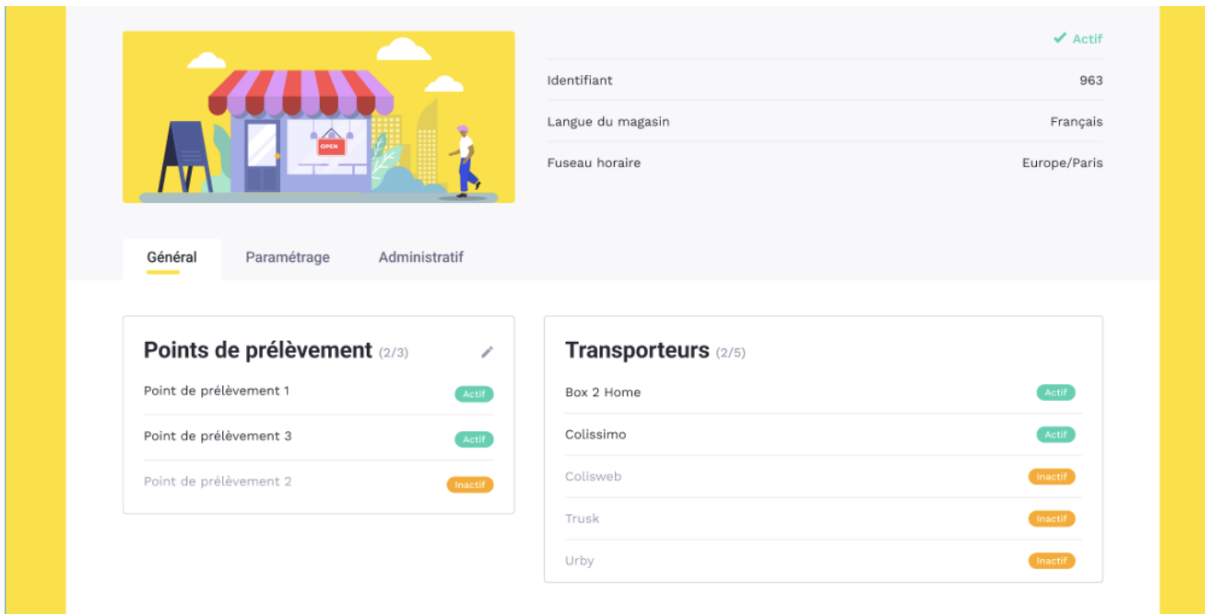 Actif
Identifiant 963
Langue du magasin Français
Fuseau horaire Europe/Paris
OPEN
Général Paramétrage Administratif
Points de prélèvement (2/3)
Point de prélèvement 1 Actif
Point de prélèvement 3 Actif
Point de prélèvement 2 Inactif
Transporteurs (2/5)
Box 2 Home Actif
Colissimo Actif
Colisweb Inactif
Trusk Inactif
Urby Inactif